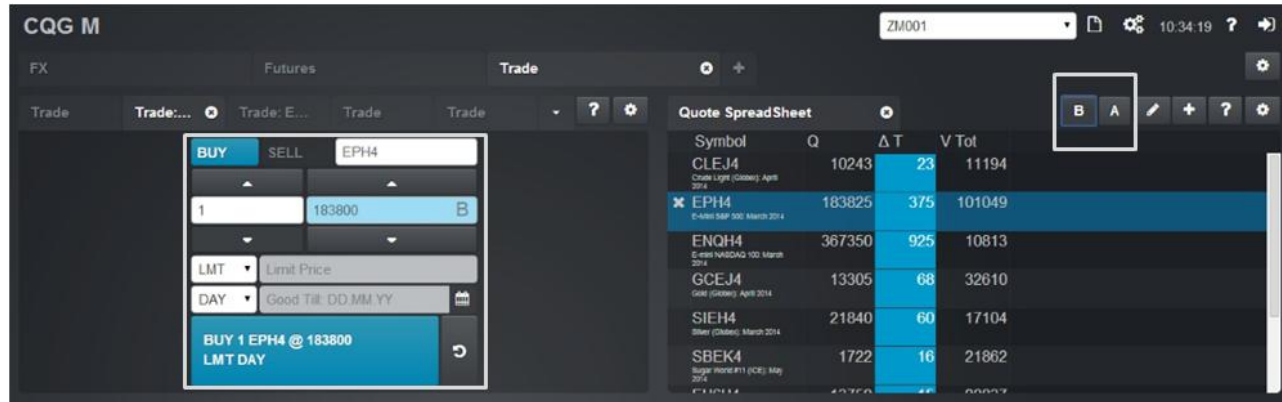 CQG M
ZM001
10:34:19 ?
FX Futures Trade +
Trade Trade:... Trade: E... Trade Trade ?
Quote SpreadSheet B A + ?
BUY SELL EPH4
1 183800 B
LMT Limit Price
DAY Good Till: DD.MM.YY
BUY 1 EPH4 @ 183800
LMT DAY
Symbol Q Δ T V Tot
CLEJ4 10243 23 11194
Crude Light (Globex): April
2014
EPH4 183825 375 101049
E-Mini S&P 500: March 2014
ENQH4 367350 925 10813
E-mini NASDAQ 100: March
2014
GCEJ4 13305 68 32610
Gold (Globex): April 2014
SIEH4 21840 60 17104
Silver (Globex): March 2014
SBEK4 1722 16 21862
Sugar World #11 (ICE): May
2014